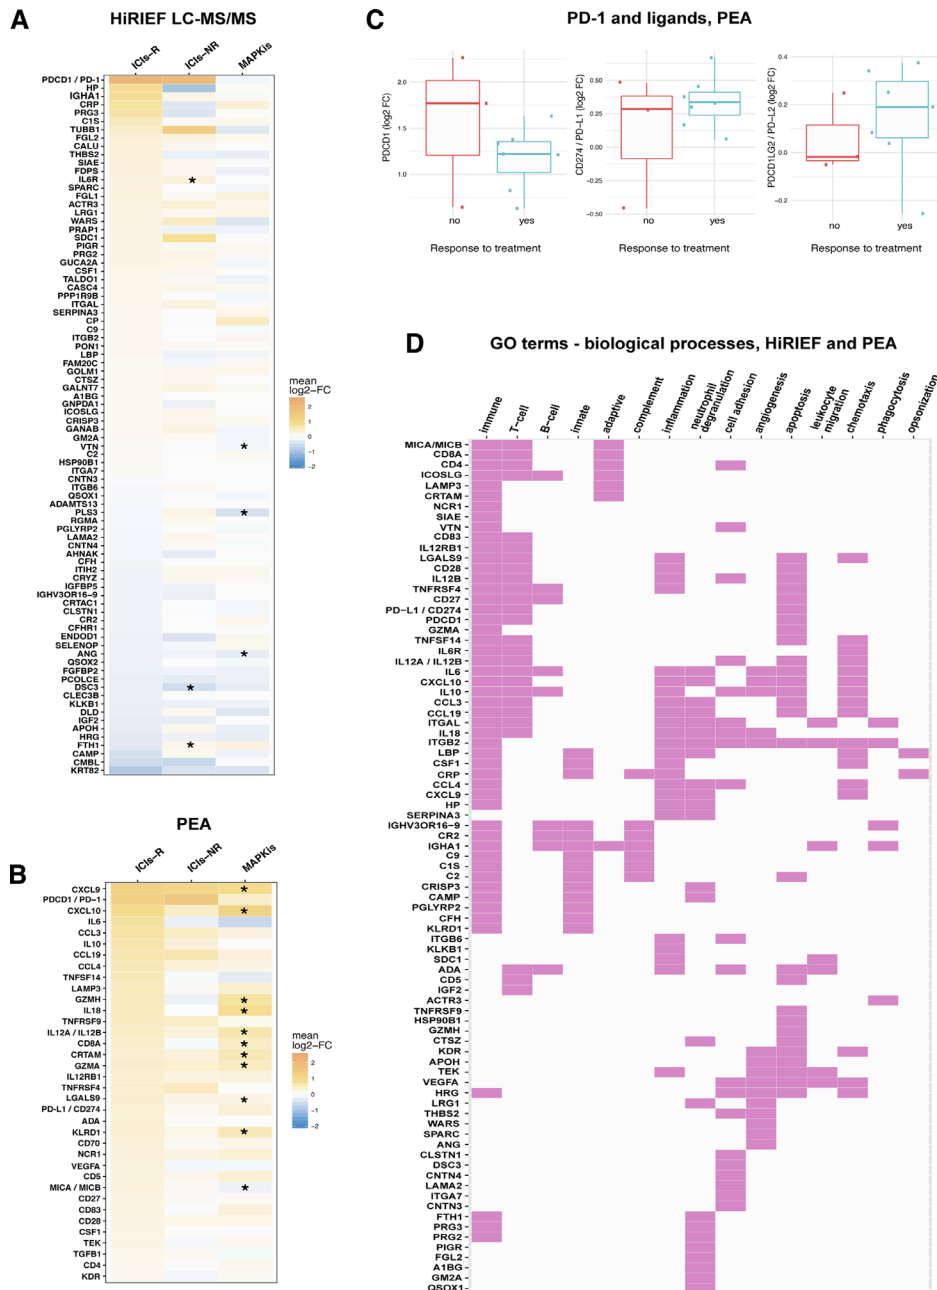 A
HiRIEF LC-MS/MS
ICIs-R
ICIs-NR
MAPKis
PDCD1 / PD-1
HP
IGHA1
CRP
PRG3
C1S
TUBB1
FGL2
CALU
THBS2
SIAE
FDPS
IL6R
*
SPARC
FGL1
ACTR3
LRG1
WARS
PRAP1
SDC1
PIGR
PRG2
GUCA2A
CSF1
TALDO1
CASC4
PPP1R9B
ITGAL
SERPINA3
CP
C9
ITGB2
PON1
LBP
FAM20C
GOLM1
CTSZ
GALNT7
A1BG
GNPDA1
ICOSLG
CRISP3
GANAB
GM2A
VTN
*
C2
HSP90B1
ITGA7
CNTN3
ITGB6
QSOX1
ADAMTS13
PLS3
*
RGMA
PGLYRP2
LAMA2
CNTN4
AHNAK
CFH
ITIH2
CRYZ
IGFBP5
IGHV3OR16-9
CRTAC1
CLSTN1
CR2
CFHR1
ENDOD1
SELENOP
ANG
*
QSOX2
FGFBP2
PCOLCE
DSC3
*
CLEC3B
KLKB1
DLD
IGF2
APOH
HRG
FTH1
*
CAMP
CMBL
KRT82
mean
log2-FC
2
1
0
-1
-2
B
PEA
ICIs-R
ICIs-NR
MAPKis
CXCL9
*
PDCD1 / PD-1
CXCL10
*
IL6
CCL3
IL10
CCL19
CCL4
TNFSF14
LAMP3
GZMH
*
IL18
*
TNFRSF9
IL12A / IL12B
*
CD8A
*
CRTAM
*
GZMA
*
IL12RB1
TNFRSF4
LGALS9
*
PD-L1 / CD274
ADA
KLRD1
*
CD70
NCR1
VEGFA
CD5
MICA / MICB
*
CD27
CD83
CD28
CSF1
TEK
TGFB1
CD4
KDR
mean
log2-FC
2
1
0
-1
-2
C
PD-1 and ligands, PEA
PDCD1 (log2 FC)
2.0
1.5
1.0
no
yes
Response to treatment
CD274 / PD-L1 (log2 FC)
0.50
0.25
0.00
-0.25
-0.50
no
yes
Response to treatment
PDCD1LG2 / PD-L2 (log2 FC)
0.4
0.2
0.0
-0.2
no
yes
Response to treatment
D
GO terms - biological processes, HiRIEF and PEA
immune
T-cell
B-cell
innate
adaptive
complement
inflammation
neutrophil
degranulation
cell adhesion
angiogenesis
apoptosis
leukocyte
migration
chemotaxis
phagocytosis
opsonization
MICA/MICB
CD8A
CD4
ICOSLG
LAMP3
CRTAM
NCR1
SIAE
VTN
CD83
IL12RB1
LGALS9
CD28
IL12B
TNFRSF4
CD27
PD-L1 / CD274
PDCD1
GZMA
TNFSF14
IL6R
IL12A / IL12B
IL6
CXCL10
IL10
CCL3
CCL19
ITGAL
IL18
ITGB2
LBP
CSF1
CRP
CCL4
CXCL9
HP
SERPINA3
IGHV3OR16-9
CR2
IGHA1
C9
C1S
C2
CRISP3
CAMP
PGLYRP2
CFH
KLRD1
ITGB6
KLKB1
SDC1
ADA
CD5
IGF2
ACTR3
TNFRSF9
HSP90B1
GZMH
CTSZ
KDR
APOH
TEK
VEGFA
HRG
LRG1
THBS2
WARS
SPARC
ANG
CLSTN1
DSC3
CNTN4
LAMA2
ITGA7
CNTN3
FTH1
PRG3
PRG2
PIGR
FGL2
A1BG
GM2A
QSOX1